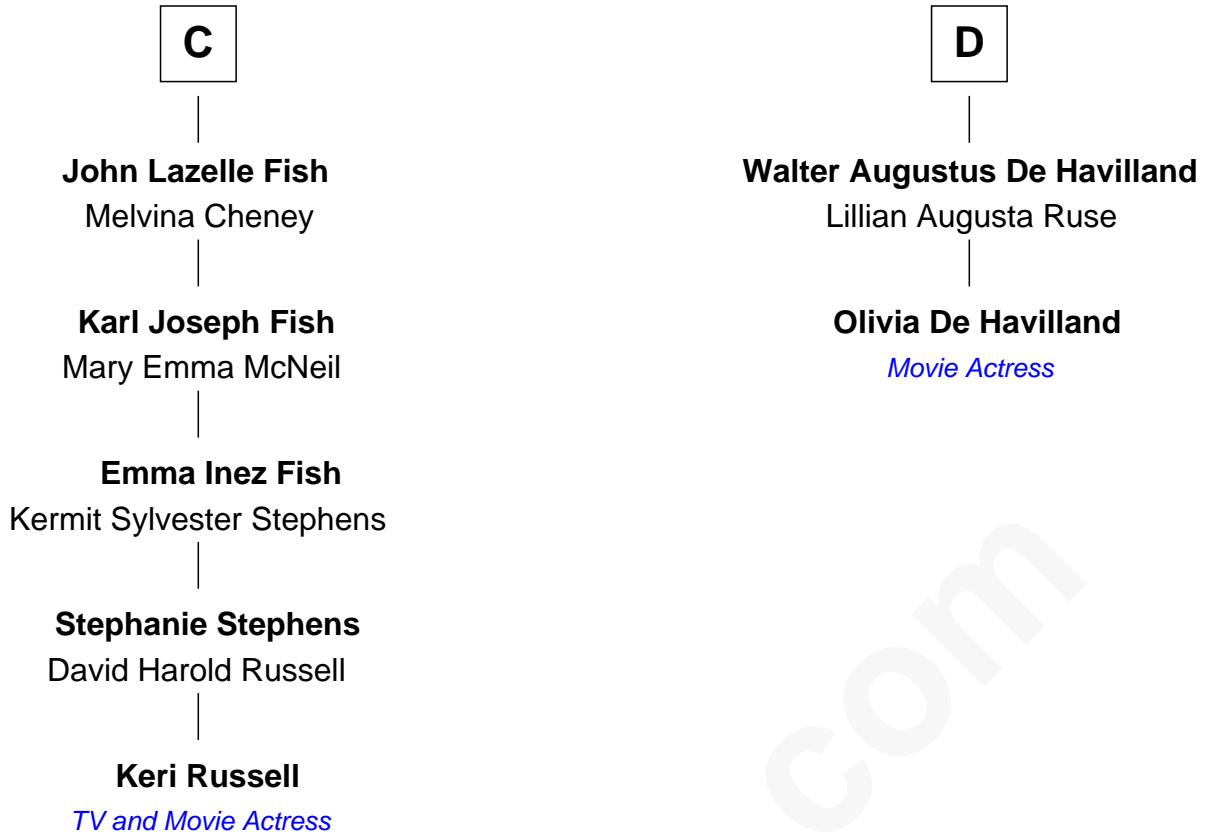 C
John Lazelle Fish
Melvina Cheney
Karl Joseph Fish
Mary Emma McNeil
Emma Inez Fish
Kermit Sylvester Stephens
Stephanie Stephens
David Harold Russell
Keri Russell
TV and Movie Actress
D
Walter Augustus De Havilland
Lillian Augusta Ruse
Olivia De Havilland
Movie Actress
com